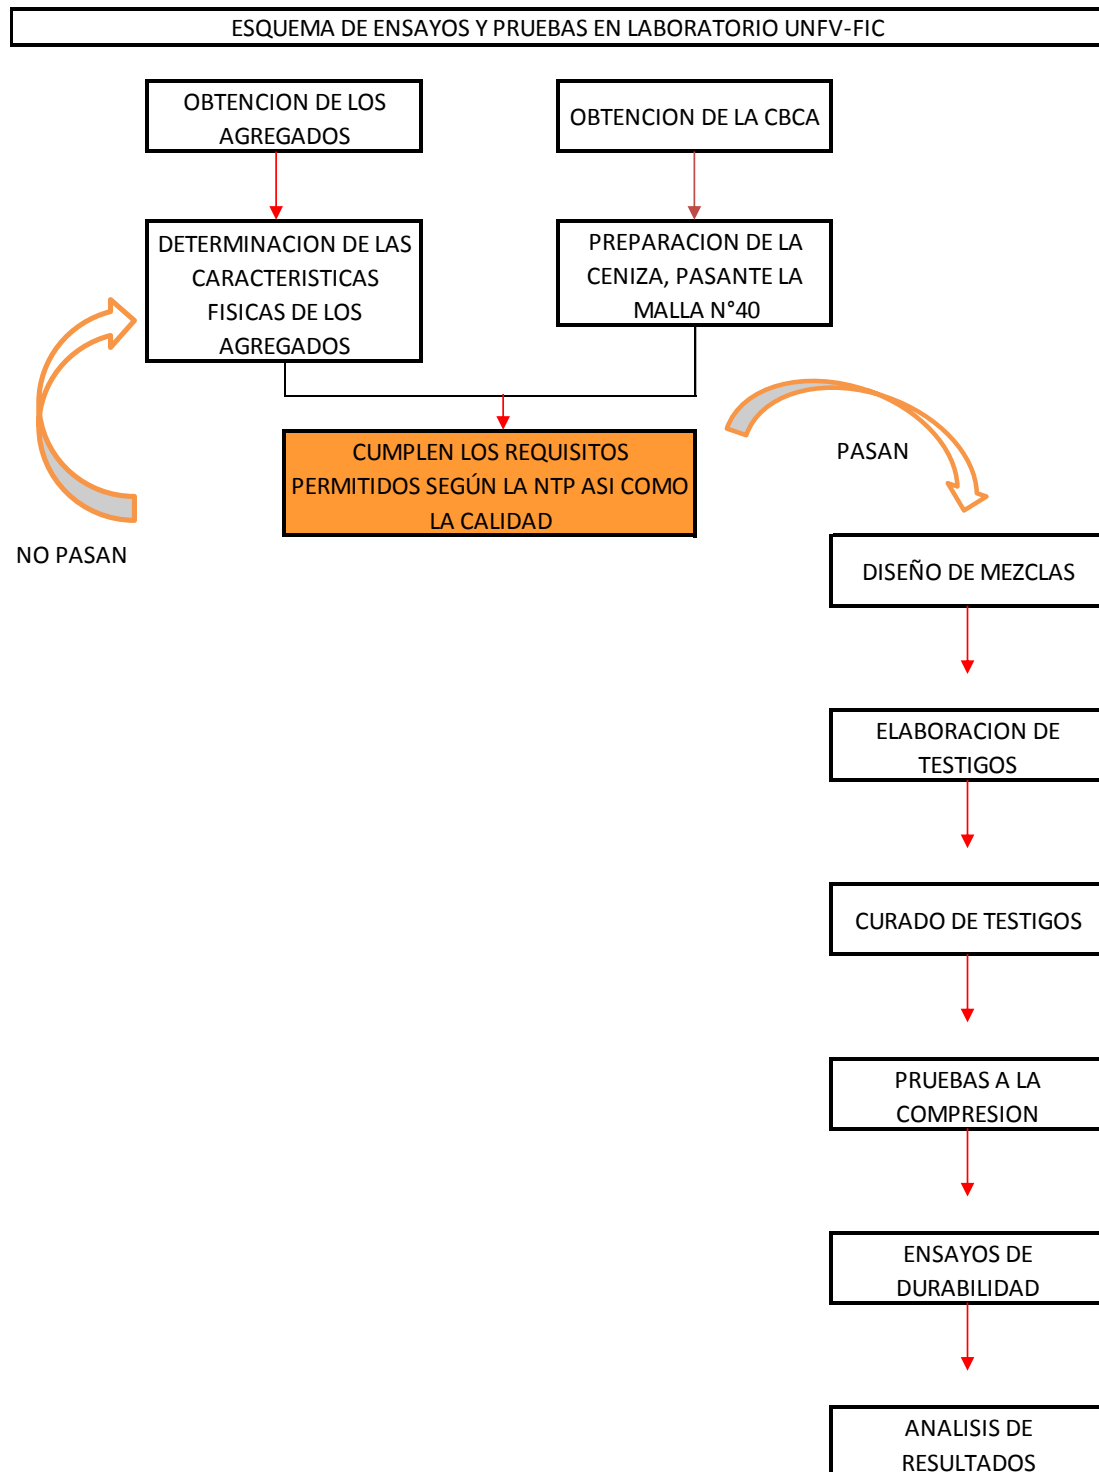 ESQUEMA DE ENSAYOS Y PRUEBAS EN LABORATORIO UNFV-FIC
OBTENCION DE LOS
AGREGADOS
OBTENCION DE LA CBCA
DETERMINACION DE LAS
CARACTERISTICAS
FISICAS DE LOS
AGREGADOS
PREPARACION DE LA
CENIZA, PASANTE LA
MALLA N°40
CUMPLEN LOS REQUISITOS
PERMITIDOS SEGÚN LA NTP ASI COMO
LA CALIDAD
PASAN
NO PASAN
DISEÑO DE MEZCLAS
ELABORACION DE
TESTIGOS
CURADO DE TESTIGOS
PRUEBAS A LA
COMPRESION
ENSAYOS DE
DURABILIDAD
ANALISIS DE
RESULTADOS